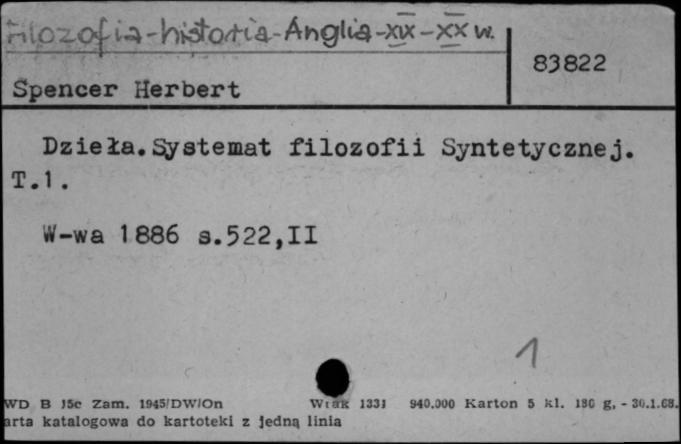 Filozofia-historia-Anglia-XIX-XX w.
83822
Spencer Herbert
Dzieła.Systemat filozofii Syntetycznej.
T.1.
W-wa 1886 s.522,II
1
WD B 15c Zam. 1945/DW/On Wrak 1331 940.000 Karton 5 kl. 180 g, - 30.1.68.
arta katalogowa do kartoteki z jedną linia